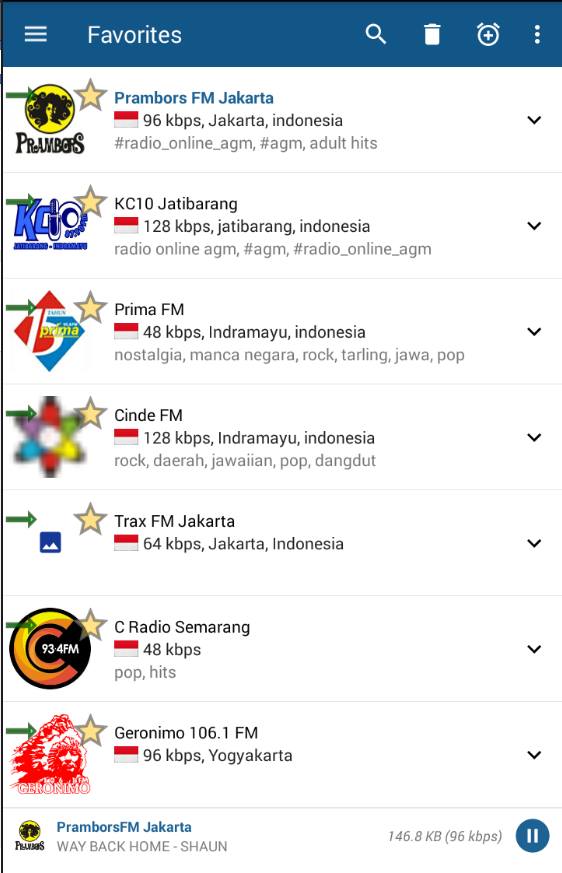 Favorites
Prambors FM Jakarta
96 kbps, Jakarta, indonesia
#radio_online_agm, #agm, adult hits
PRAMBORS
KC10 Jatibarang
128 kbps, jatibarang, indonesia
radio online agm, #agm, #radio_online_agm
KC10
JATIBARANG - INDRAMAYU
Prima FM
48 kbps, Indramayu, indonesia
nostalgia, manca negara, rock, tarling, jawa, pop
TAHUN
15
prima
Cinde FM
128 kbps, Indramayu, indonesia
rock, daerah, jawaiian, pop, dangdut
Trax FM Jakarta
64 kbps, Jakarta, Indonesia
C Radio Semarang
48 kbps
pop, hits
93·4FM
Geronimo 106.1 FM
96 kbps, Yogyakarta
GERONIMO
PramborsFM Jakarta
WAY BACK HOME - SHAUN
146.8 KB (96 kbps)
PRAMBORS